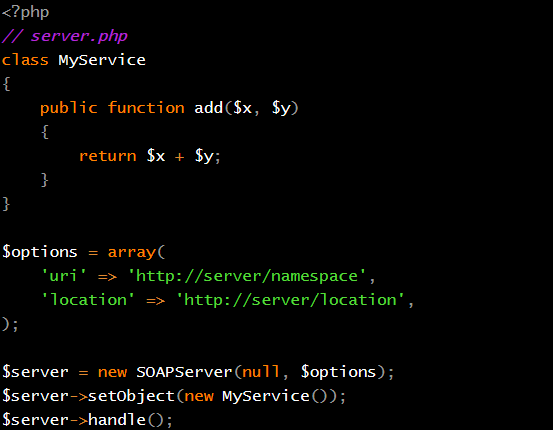 <?php
// server.php
class MyService
{
    public function add($x, $y)
    {
        return $x + $y;
    }
}

$options = array(
    'uri' => 'http://server/namespace',
    'location' => 'http://server/location',
);

$server = new SOAPServer(null, $options);
$server->setObject(new MyService());
$server->handle();